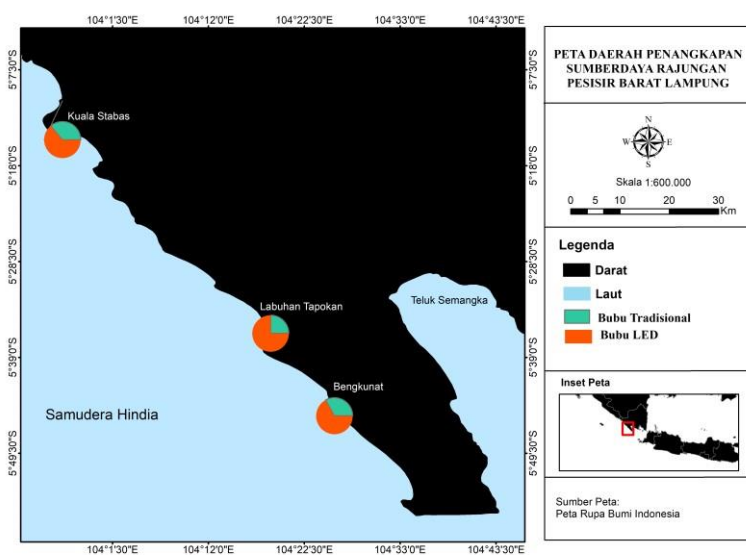 104°1'30"E 104°12'0"E 104°22'30"E 104°33'0"E 104°43'30"E
5°7'30"S
5°18'0"S
5°28'30"S
5°39'0"S
5°49'30"S
Kuala Stabas
Labuhan Tapokan
Teluk Semangka
Bengkunat
Samudera Hindia
5°7'30"S
5°18'0"S
5°28'30"S
5°39'0"S
5°49'30"S
104°1'30"E 104°12'0"E 104°22'30"E 104°33'0"E 104°43'30"E
PETA DAERAH PENANGKAPAN
SUMBERDAYA RAJUNGAN
PESISIR BARAT LAMPUNG
N
W E
S
Skala 1:600.000
0 5 10 20 30
Km
Legenda
Darat
Laut
Bubu Tradisional
Bubu LED
Inset Peta
Sumber Peta:
Peta Rupa Bumi Indonesia